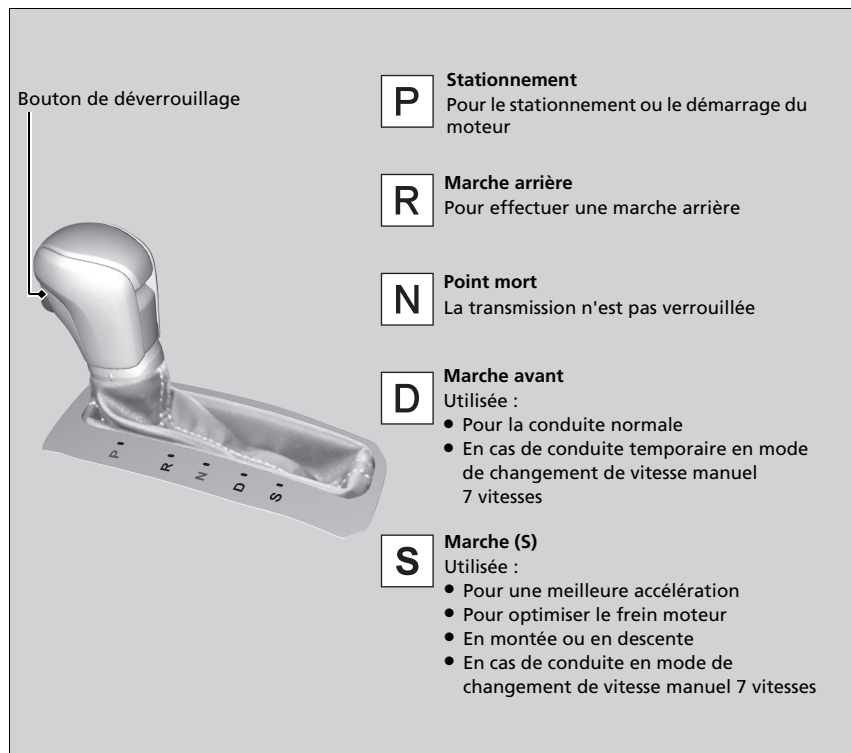 Bouton de déverrouillage
P
Stationnement
Pour le stationnement ou le démarrage du
moteur
R
Marche arrière
Pour effectuer une marche arrière
N
Point mort
La transmission n'est pas verrouillée
D
Marche avant
Utilisée :
● Pour la conduite normale
● En cas de conduite temporaire en mode
de changement de vitesse manuel
7 vitesses
S
Marche (S)
Utilisée :
● Pour une meilleure accélération
● Pour optimiser le frein moteur
● En montée ou en descente
● En cas de conduite en mode de
changement de vitesse manuel 7 vitesses
P
R
N
D
S